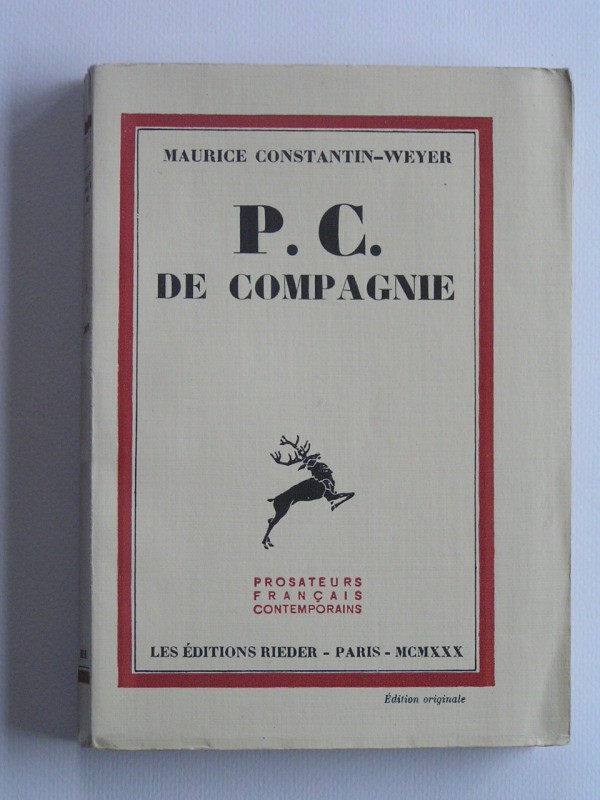 MAURICE CONSTANTIN-WEYER
P. C.
DE COMPAGNIE
PROSATEURS
FRANÇAIS
CONTEMPORAINS
LES ÉDITIONS RIEDER - PARIS - MCMXXX
Édition originale